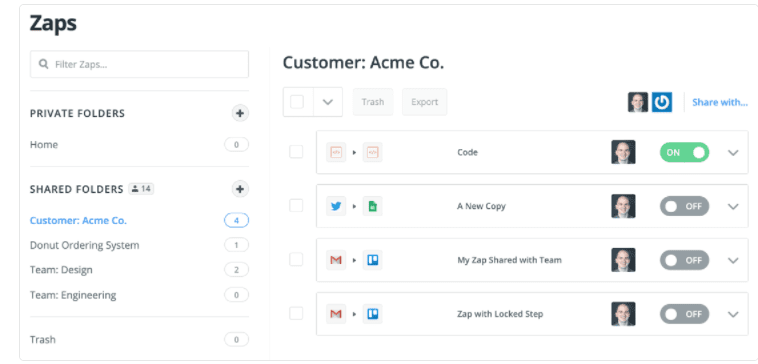 Zaps
Filter Zaps...
PRIVATE FOLDERS
Home 0
SHARED FOLDERS 14
Customer: Acme Co. 4
Donut Ordering System 1
Team: Design 2
Team: Engineering 0
Trash 0
Customer: Acme Co.
Trash Export Share with...
Code ON
A New Copy OFF
My Zap Shared with Team OFF
Zap with Locked Step OFF